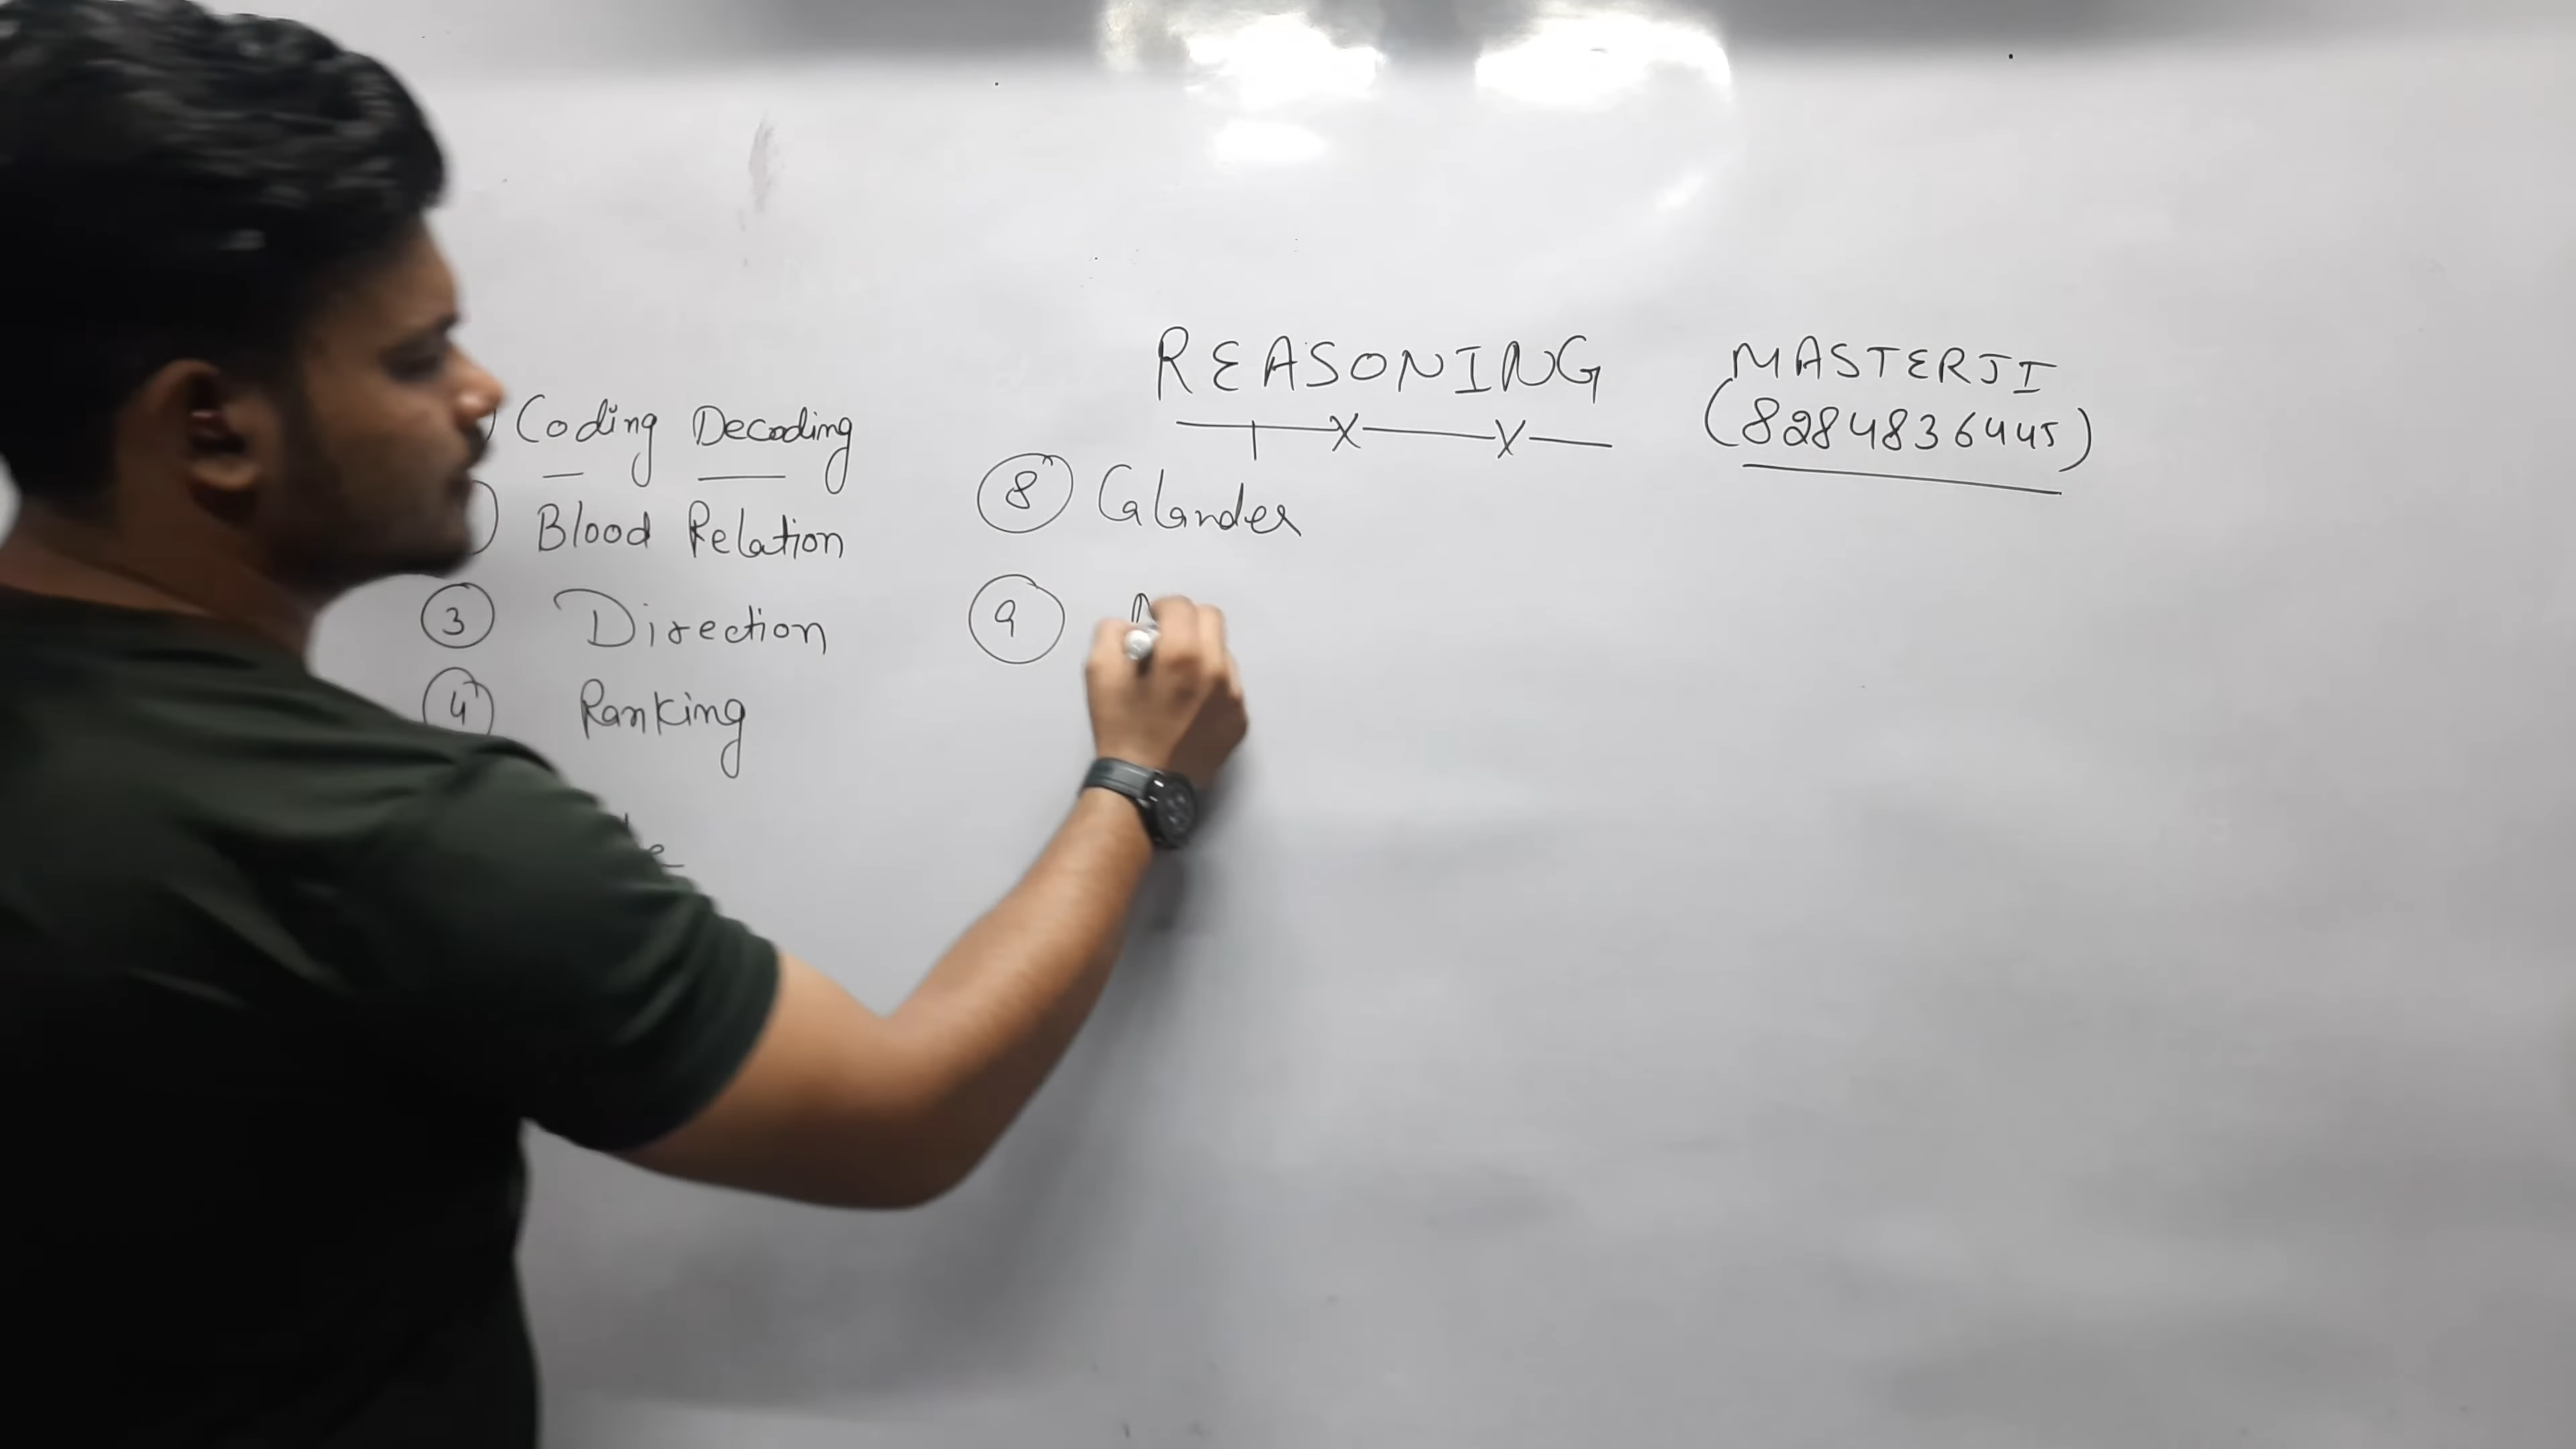 REASONING MASTERJI
(8284836445)
Coding Decoding
Blood Relation
3 Direction
4 Ranking
8 Calander
9